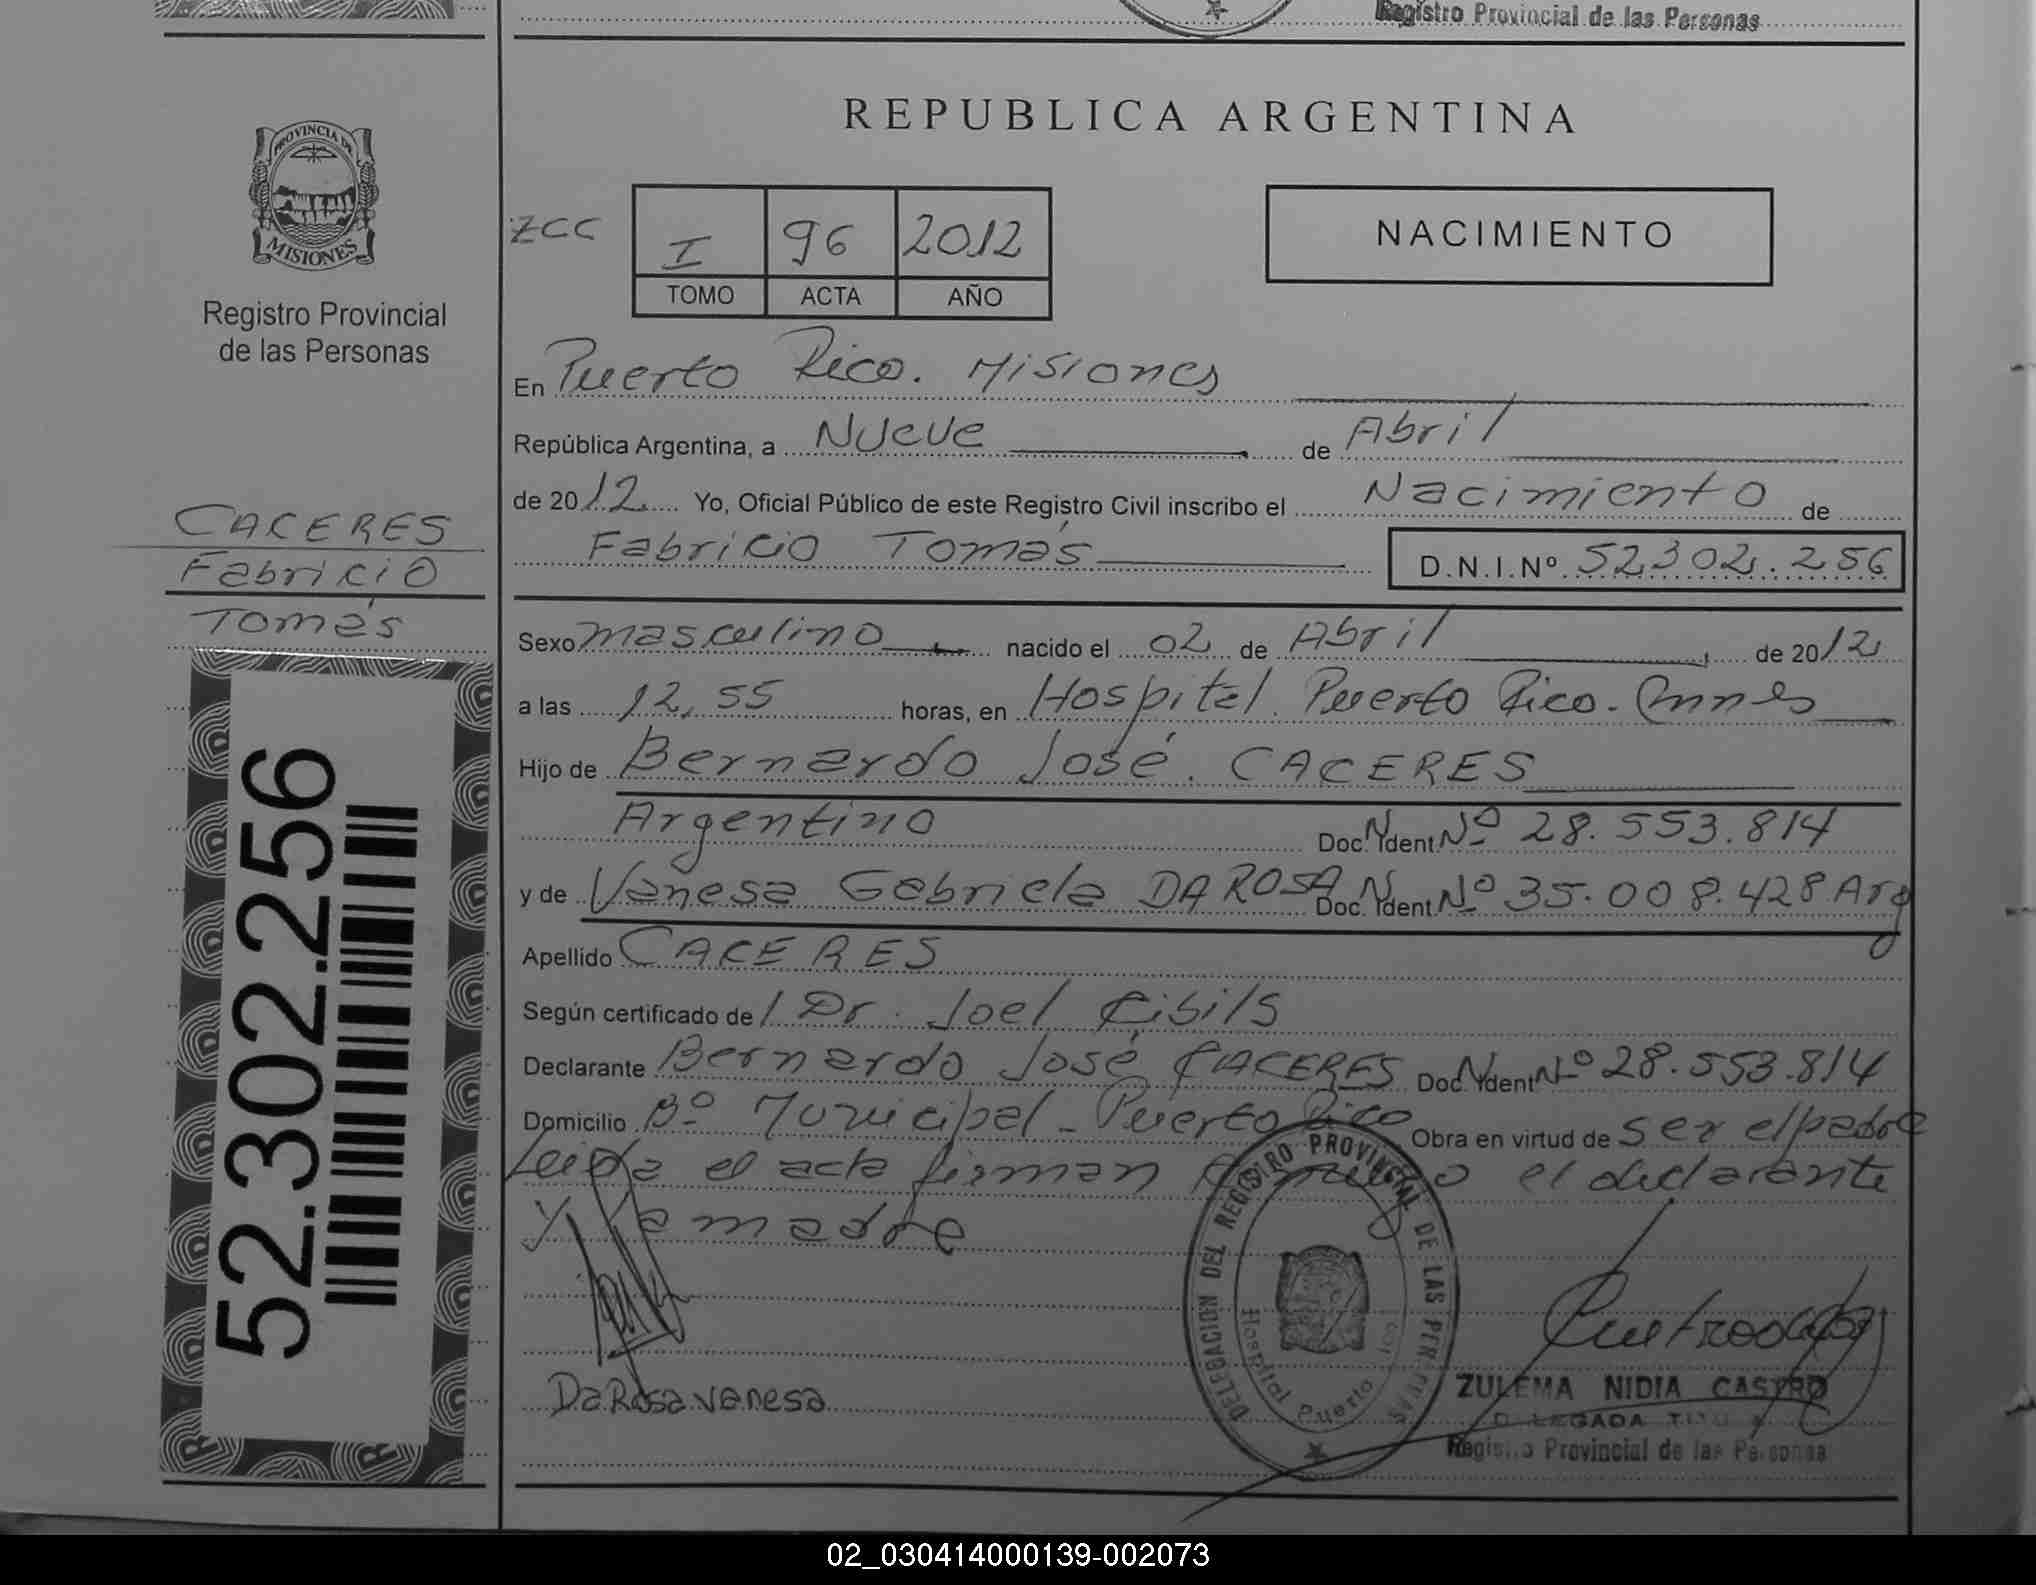 Registro Provincial de las Personas
REPUBLICA ARGENTINA
PROVINCIA DE
MISIONES
Registro Provincial
de las Personas
ZCC
I 96 2012
TOMO ACTA AÑO
NACIMIENTO
En Puerto Rico. Misiones
República Argentina, a Nueve de Abril
de 2012 Yo, Oficial Público de este Registro Civil inscribo el Nacimiento de
Fabricio Tomás D.N.I.Nº 52302.256
CACERES
Fabricio
Tomás
52.302.256
Sexo masculino nacido el 02 de Abril de 2012
a las 12,55 horas, en Hospital Puerto Rico.
Hijo de Bernardo José. CACERES
Argentino Doc. Ident. Nº 28.553.814
y de Vanesa Gabriela DA ROSA Doc. Ident. Nº 35.008.428 Arg
Apellido CACERES
Según certificado del Dr. Joel Cibils
Declarante Bernardo José CACERES Doc. Ident. Nº 28.553.814
Domicilio Bº Municipal - Puerto Rico Obra en virtud de ser el padre
Leida el acta firman el declarante
y la madre
DELEGACION DEL REGISTRO PROVINCIAL DE LAS PERSONAS
Hospital Puerto Rico
Da Rosa vanesa
ZULEMA NIDIA CASTRO
DELEGADA TITULAR
Registro Provincial de las Personas
02_030414000139-002073